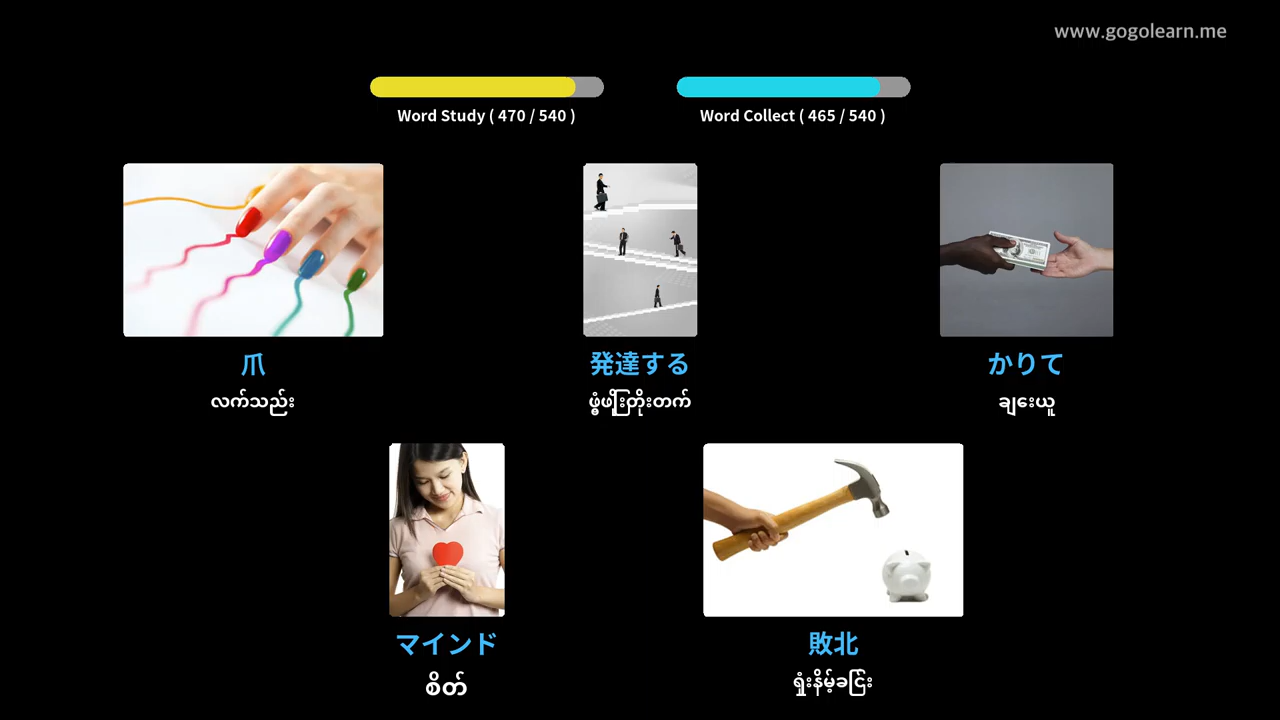 www.gogolearn.me
Word Study ( 470 / 540 )
Word Collect ( 465 / 540 )
爪
発達する
かりて
လက်သည်း
ဖွံ့ဖြိုးတိုးတက်
ချေးယူ
マインド
敗北
စိတ်
ရှုံးနိမ့်ခြင်း